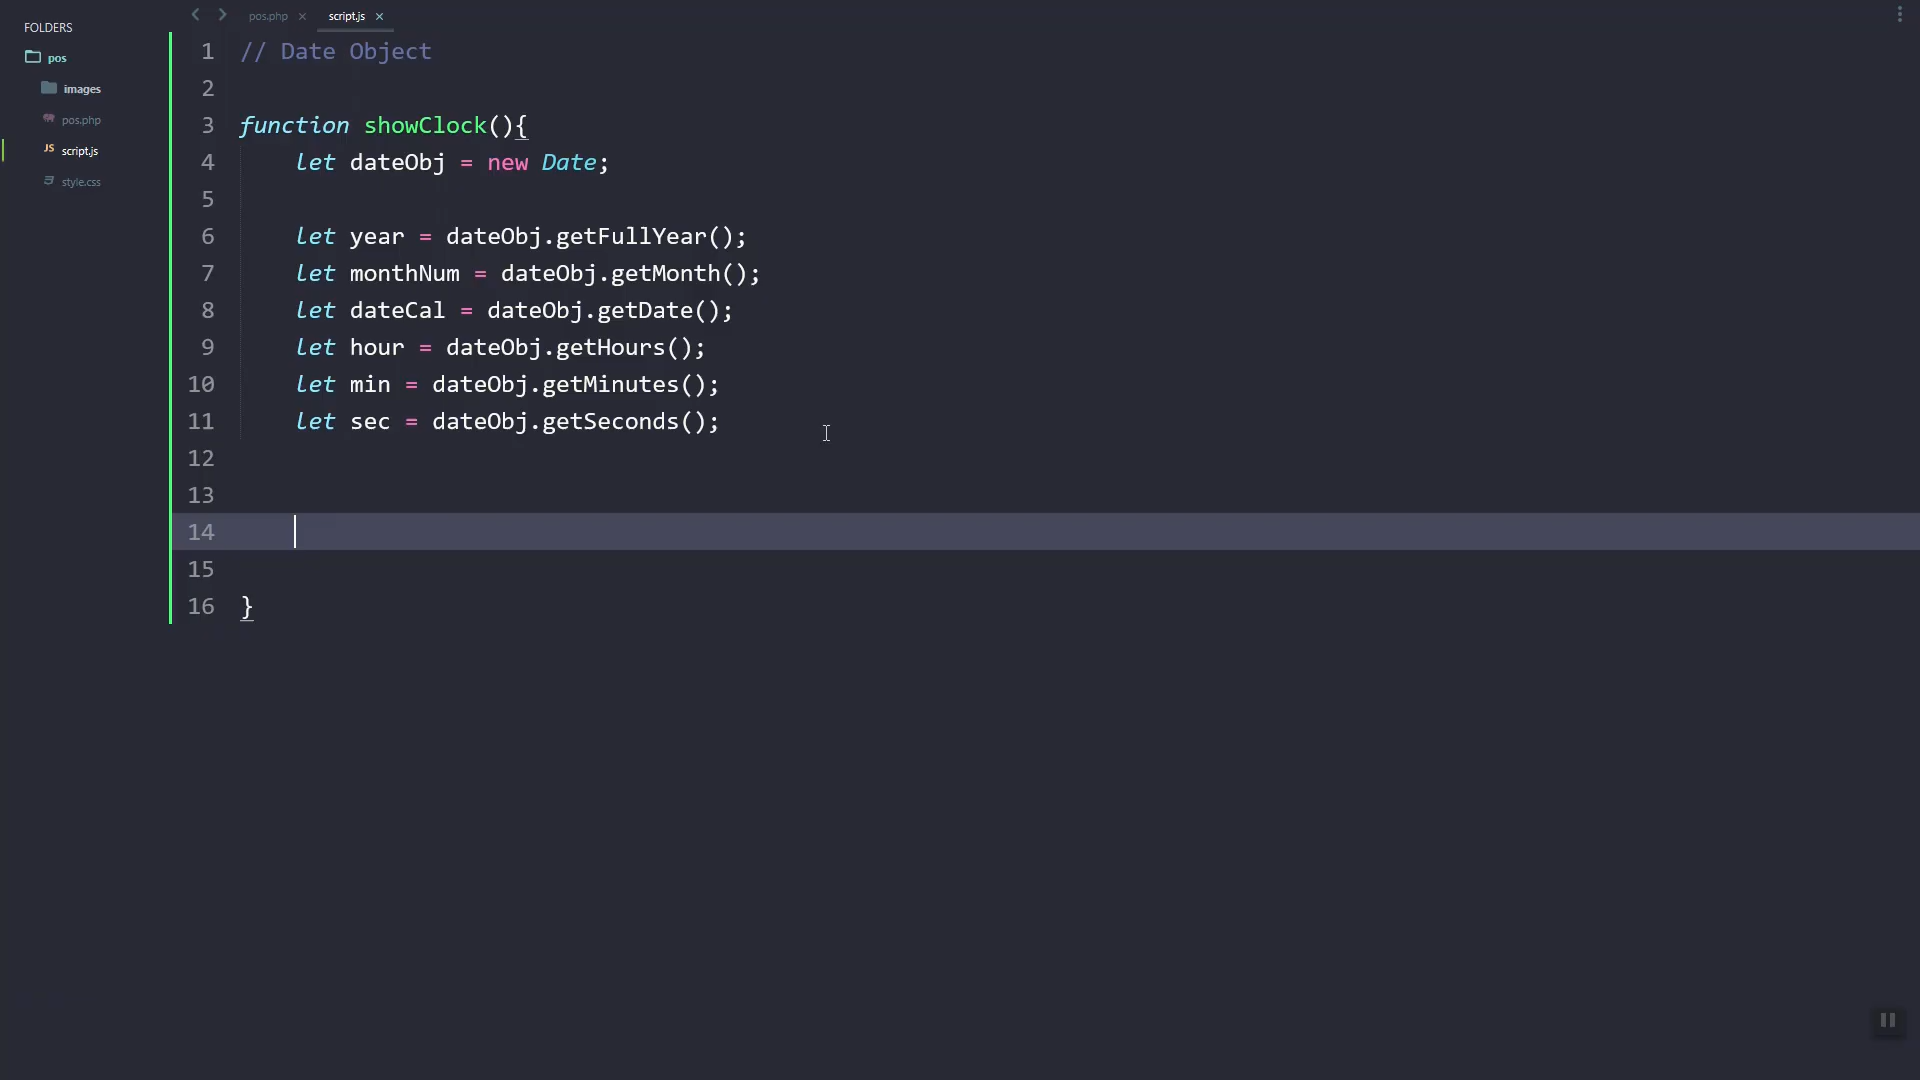 FOLDERS
pos
images
pos.php
JS script.js
style.css
pos.php × script.js ×
1 // Date Object
2
3 function showClock(){
4 let dateObj = new Date;
5
6 let year = dateObj.getFullYear();
7 let monthNum = dateObj.getMonth();
8 let dateCal = dateObj.getDate();
9 let hour = dateObj.getHours();
10 let min = dateObj.getMinutes();
11 let sec = dateObj.getSeconds();
12
13
14
15
16 }